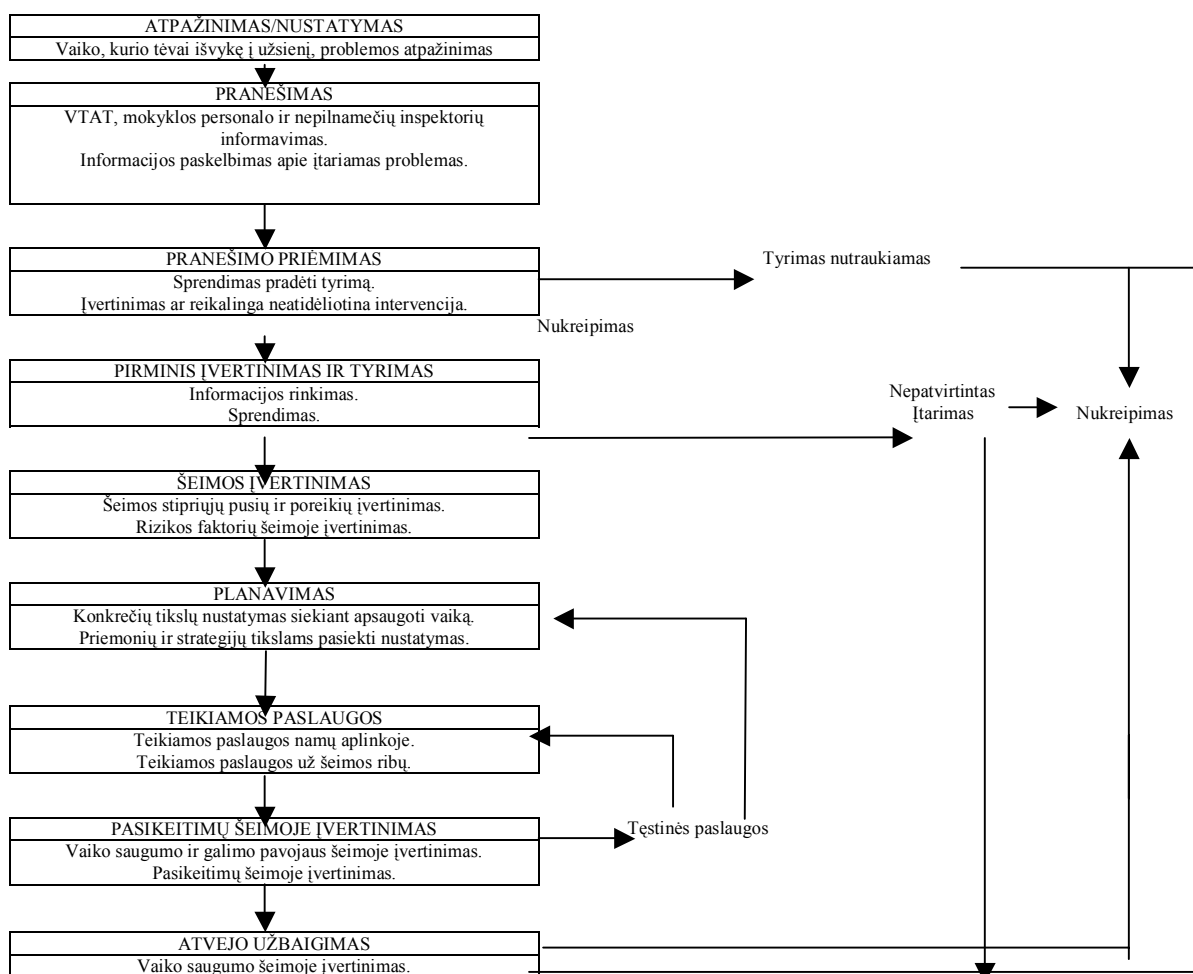 ATPAŽINIMAS/NUSTATYMAS
Vaiko, kurio tėvai išvykę į užsienį, problemos atpažinimas
PRANEŠIMAS
VTAT, mokyklos personalo ir nepilnamečių inspektorių
informavimas.
Informacijos paskelbimas apie įtariamas problemas.
PRANEŠIMO PRIĖMIMAS
Sprendimas pradėti tyrimą.
Įvertinimas ar reikalinga neatidėliotina intervencija.
Tyrimas nutraukiamas
Nukreipimas
PIRMINIS ĮVERTINIMAS IR TYRIMAS
Informacijos rinkimas.
Sprendimas.
Nepatvirtintas
Įtarimas
Nukreipimas
ŠEIMOS ĮVERTINIMAS
Šeimos stipriųjų pusių ir poreikių įvertinimas.
Rizikos faktorių šeimoje įvertinimas.
PLANAVIMAS
Konkrečių tikslų nustatymas siekiant apsaugoti vaiką.
Priemonių ir strategijų tikslams pasiekti nustatymas.
TEIKIAMOS PASLAUGOS
Teikiamos paslaugos namų aplinkoje.
Teikiamos paslaugos už šeimos ribų.
PASIKEITIMŲ ŠEIMOJE ĮVERTINIMAS
Vaiko saugumo ir galimo pavojaus šeimoje įvertinimas.
Pasikeitimų šeimoje įvertinimas.
Tęstinės paslaugos
ATVEJO UŽBAIGIMAS
Vaiko saugumo šeimoje įvertinimas.